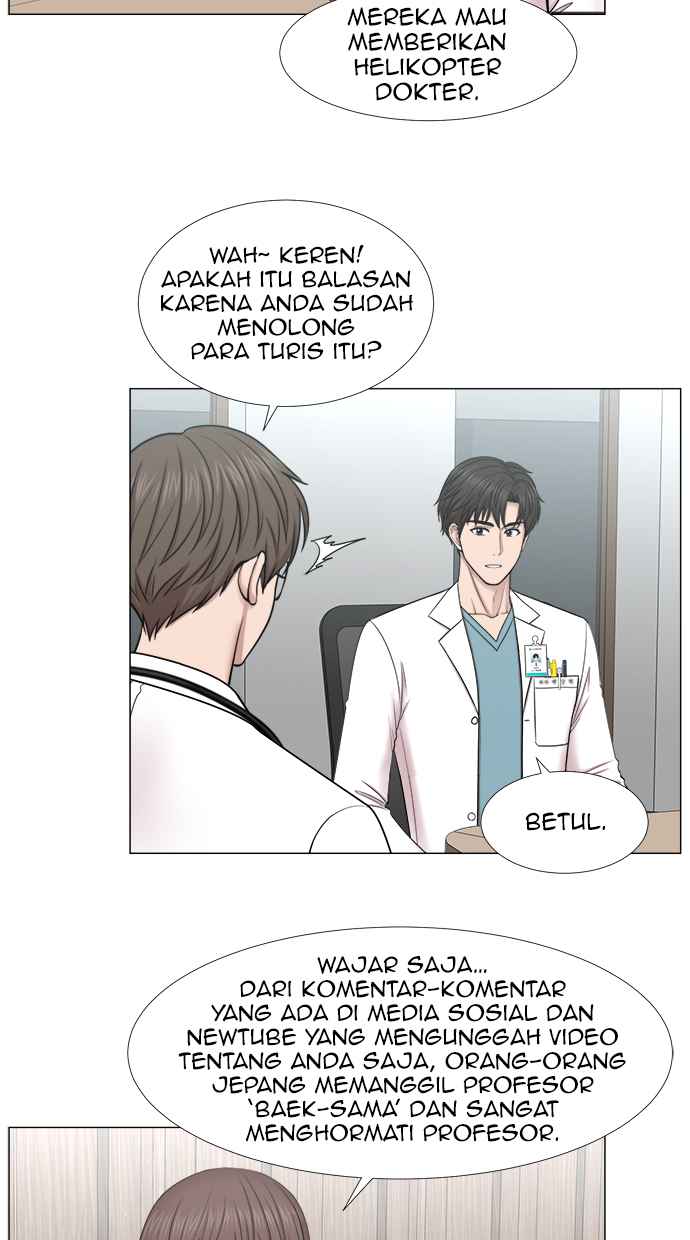 MEREKA MAU
MEMBERIKAN
HELIKOPTER
DOKTER.
WAH~ KEREN!
APAKAH ITU BALASAN
KARENA ANDA SUDAH
MENOLONG
PARA TURIS ITU?
BETUL.
WAJAR SAJA...
DARI KOMENTAR-KOMENTAR
YANG ADA DI MEDIA SOSIAL DAN
NEWTUBE YANG MENGUNGGAH VIDEO
TENTANG ANDA SAJA, ORANG-ORANG
JEPANG MEMANGGIL PROFESOR
‘BAEK-SAMA’ DAN SANGAT
MENGHORMATI PROFESOR.